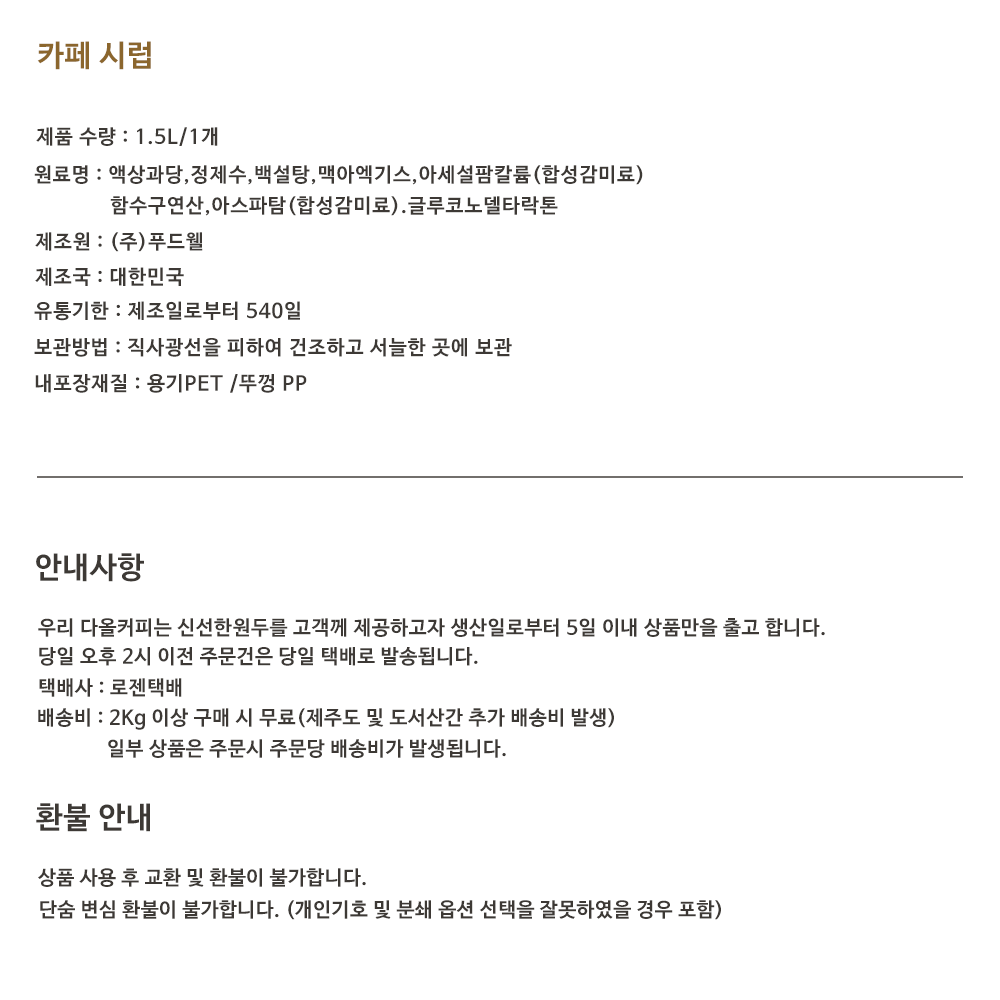 카페 시럽
제품 수량 : 1.5L/1개
원료명 : 액상과당,정제수,백설탕,맥아엑기스,아세설팜칼륨(합성감미료)
함수구연산,아스파탐(합성감미료).글루코노델타락톤
제조원 : (주)푸드웰
제조국 : 대한민국
유통기한 : 제조일로부터 540일
보관방법 : 직사광선을 피하여 건조하고 서늘한 곳에 보관
내포장재질 : 용기PET /뚜껑 PP
안내사항
우리 다올커피는 신선한원두를 고객께 제공하고자 생산일로부터 5일 이내 상품만을 출고 합니다.
당일 오후 2시 이전 주문건은 당일 택배로 발송됩니다.
택배사 : 로젠택배
배송비 : 2Kg 이상 구매 시 무료(제주도 및 도서산간 추가 배송비 발생)
일부 상품은 주문시 주문당 배송비가 발생됩니다.
환불 안내
상품 사용 후 교환 및 환불이 불가합니다.
단숨 변심 환불이 불가합니다. (개인기호 및 분쇄 옵션 선택을 잘못하였을 경우 포함)